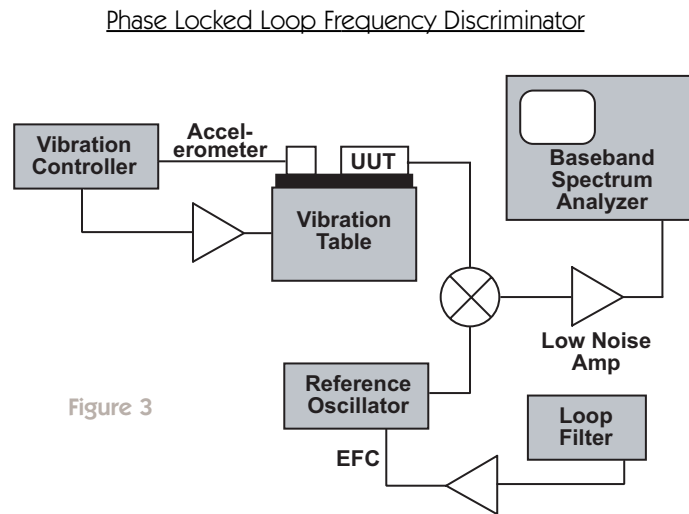 Phase Locked Loop Frequency Discriminator
Vibration
Controller
Accel-
erometer
UUT
Vibration
Table
Baseband
Spectrum
Analyzer
Low Noise
Amp
Reference
Oscillator
Figure 3
Loop
Filter
EFC